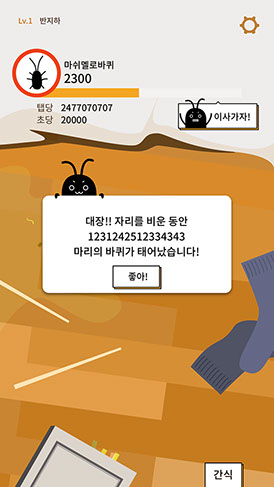 Lv.1 반지하
마쉬멜로바퀴
2300
탭당 2477070707
초당 20000
이사가자!
대장!! 자리를 비운 동안
1231242512334343
마리의 바퀴가 태어났습니다!
좋아!
간식